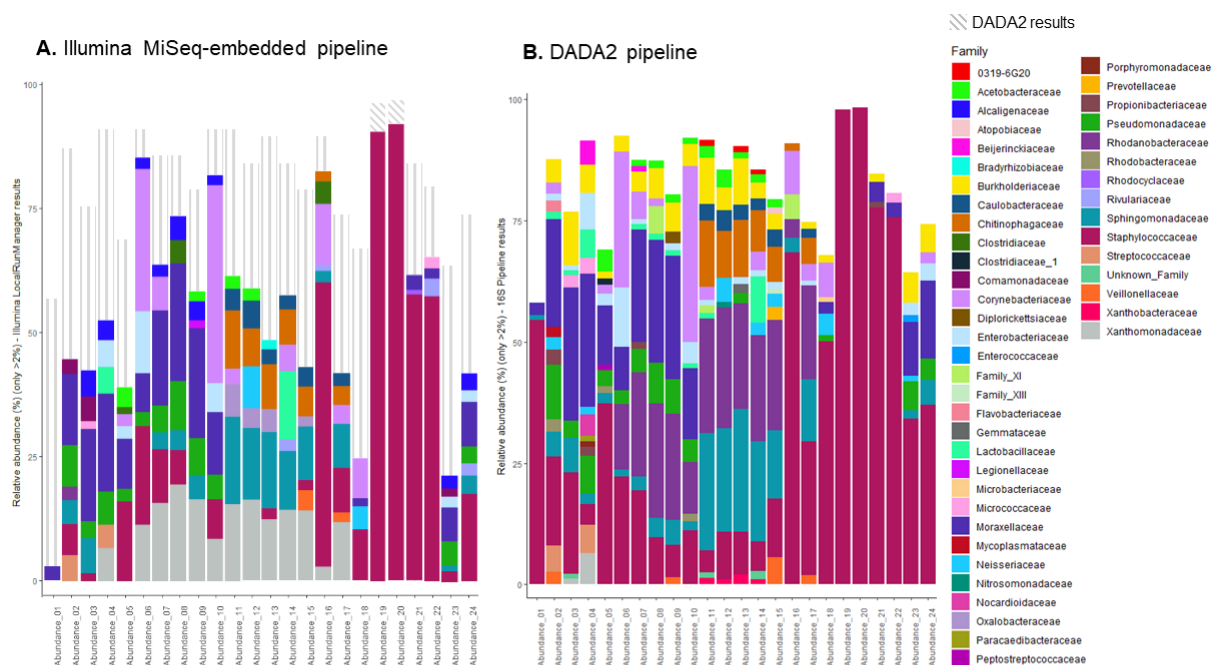 DADA2 results
A. Illumina MiSeq-embedded pipeline
B. DADA2 pipeline
Relative abundance (%) (only >2%) - Illumina LocalRunManager results
100
75
50
25
0
Abundance_01
Abundance_02
Abundance_03
Abundance_04
Abundance_05
Abundance_06
Abundance_07
Abundance_08
Abundance_09
Abundance_10
Abundance_11
Abundance_12
Abundance_13
Abundance_14
Abundance_15
Abundance_16
Abundance_17
Abundance_18
Abundance_19
Abundance_20
Abundance_21
Abundance_22
Abundance_23
Abundance_24
Relative abundance (%) (only >2%) - 16S Pipeline results
100
75
50
25
0
Abundance_01
Abundance_02
Abundance_03
Abundance_04
Abundance_05
Abundance_06
Abundance_07
Abundance_08
Abundance_09
Abundance_10
Abundance_11
Abundance_12
Abundance_13
Abundance_14
Abundance_15
Abundance_16
Abundance_17
Abundance_18
Abundance_19
Abundance_20
Abundance_21
Abundance_22
Abundance_23
Abundance_24
Family
0319-6G20
Acetobacteraceae
Alcaligenaceae
Atopobiaceae
Beijerinckiaceae
Bradyrhizobiaceae
Burkholderiaceae
Caulobacteraceae
Chitinophagaceae
Clostridiaceae
Clostridiaceae_1
Comamonadaceae
Corynebacteriaceae
Diplorickettsiaceae
Enterobacteriaceae
Enterococcaceae
Family_XI
Family_XIII
Flavobacteriaceae
Gemmataceae
Lactobacillaceae
Legionellaceae
Microbacteriaceae
Micrococcaceae
Moraxellaceae
Mycoplasmataceae
Neisseriaceae
Nitrosomonadaceae
Nocardioidaceae
Oxalobacteraceae
Paracaedibacteraceae
Peptostreptococcaceae
Porphyromonadaceae
Prevotellaceae
Propionibacteriaceae
Pseudomonadaceae
Rhodanobacteraceae
Rhodobacteraceae
Rhodocyclaceae
Rivulariaceae
Sphingomonadaceae
Staphylococcaceae
Streptococcaceae
Unknown_Family
Veillonellaceae
Xanthobacteraceae
Xanthomonadaceae